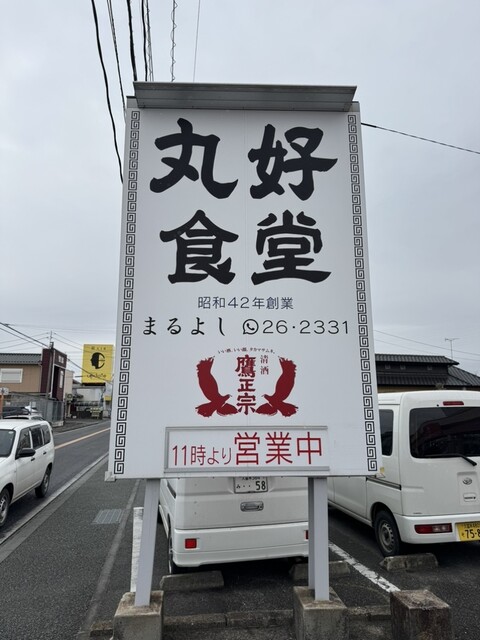 丸好
食堂
昭和42年創業
まるよし 26・2331
清酒
鷹正宗
11時より営業中
58